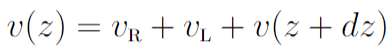 v(z) = v_R + v_L + v(z + dz)